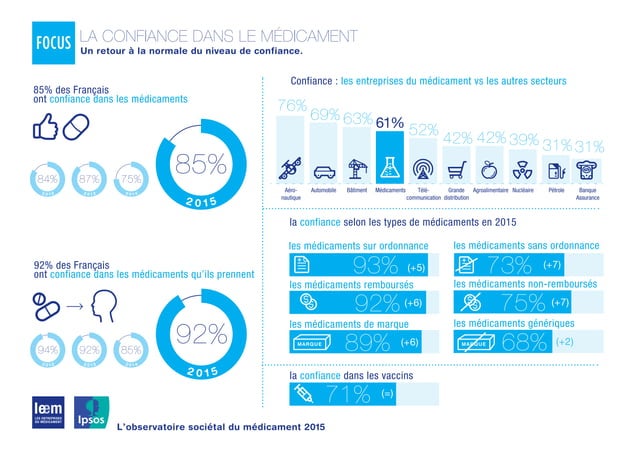 FOCUS
LA CONFIANCE DANS LE MÉDICAMENT
Un retour à la normale du niveau de confiance.
85% des Français
ont confiance dans les médicaments
84%
87%
75%
85%
2015
92% des Français
ont confiance dans les médicaments qu'ils prennent
94%
92%
85%
92%
2015
Confiance : les entreprises du médicament vs les autres secteurs
76% 69% 63% 61% 52% 42% 42% 39% 31% 31%
Aéro-
nautique
Automobile
Bâtiment
Médicaments
Télé-
communication
Grande
distribution
Agroalimentaire
Nucléaire
Pétrole
Banque
Assurance
la confiance selon les types de médicaments en 2015
les médicaments sur ordonnance
93% (+5)
les médicaments sans ordonnance
73% (+7)
les médicaments remboursés
92% (+6)
les médicaments non-remboursés
75% (+7)
les médicaments de marque
MARQUE 89% (+6)
les médicaments génériques
MARQUE 68% (+2)
la confiance dans les vaccins
71% (=)
leem
LES ENTREPRISES
DU MÉDICAMENT
Ipsos
L'observatoire sociétal du médicament 2015